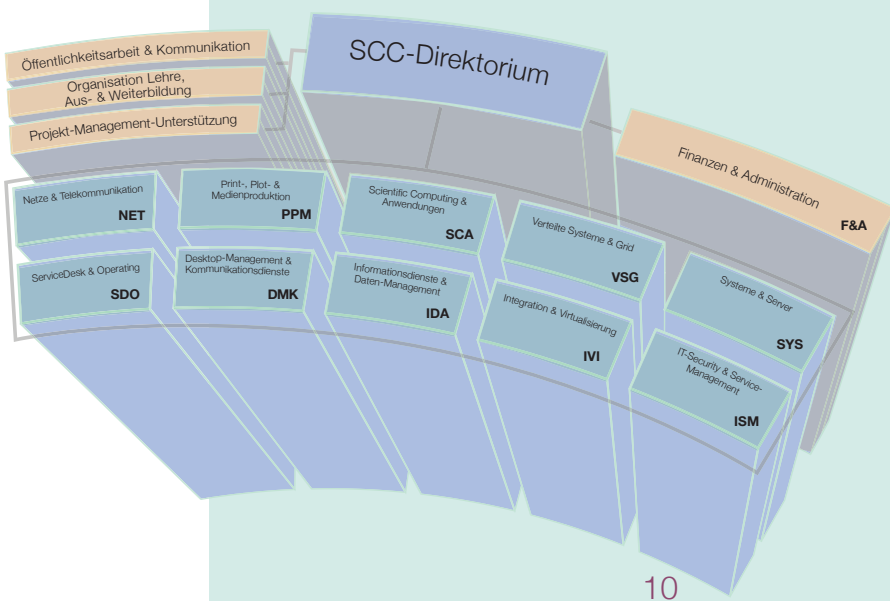 Öffentlichkeitsarbeit & Kommunikation
Organisation Lehre,
Aus- & Weiterbildung
Projekt-Management-Unterstützung
SCC-Direktorium
Finanzen & Administration
F&A
Netze & Telekommunikation
NET
Print-, Plot- &
Medienproduktion
PPM
Scientific Computing &
Anwendungen
SCA
Verteilte Systeme & Grid
VSG
Systeme & Server
SYS
ServiceDesk & Operating
SDO
Desktop-Management &
Kommunikationsdienste
DMK
Informationsdienste &
Daten-Management
IDA
Integration & Virtualisierung
IVI
IT-Security & Service-
Management
ISM
10